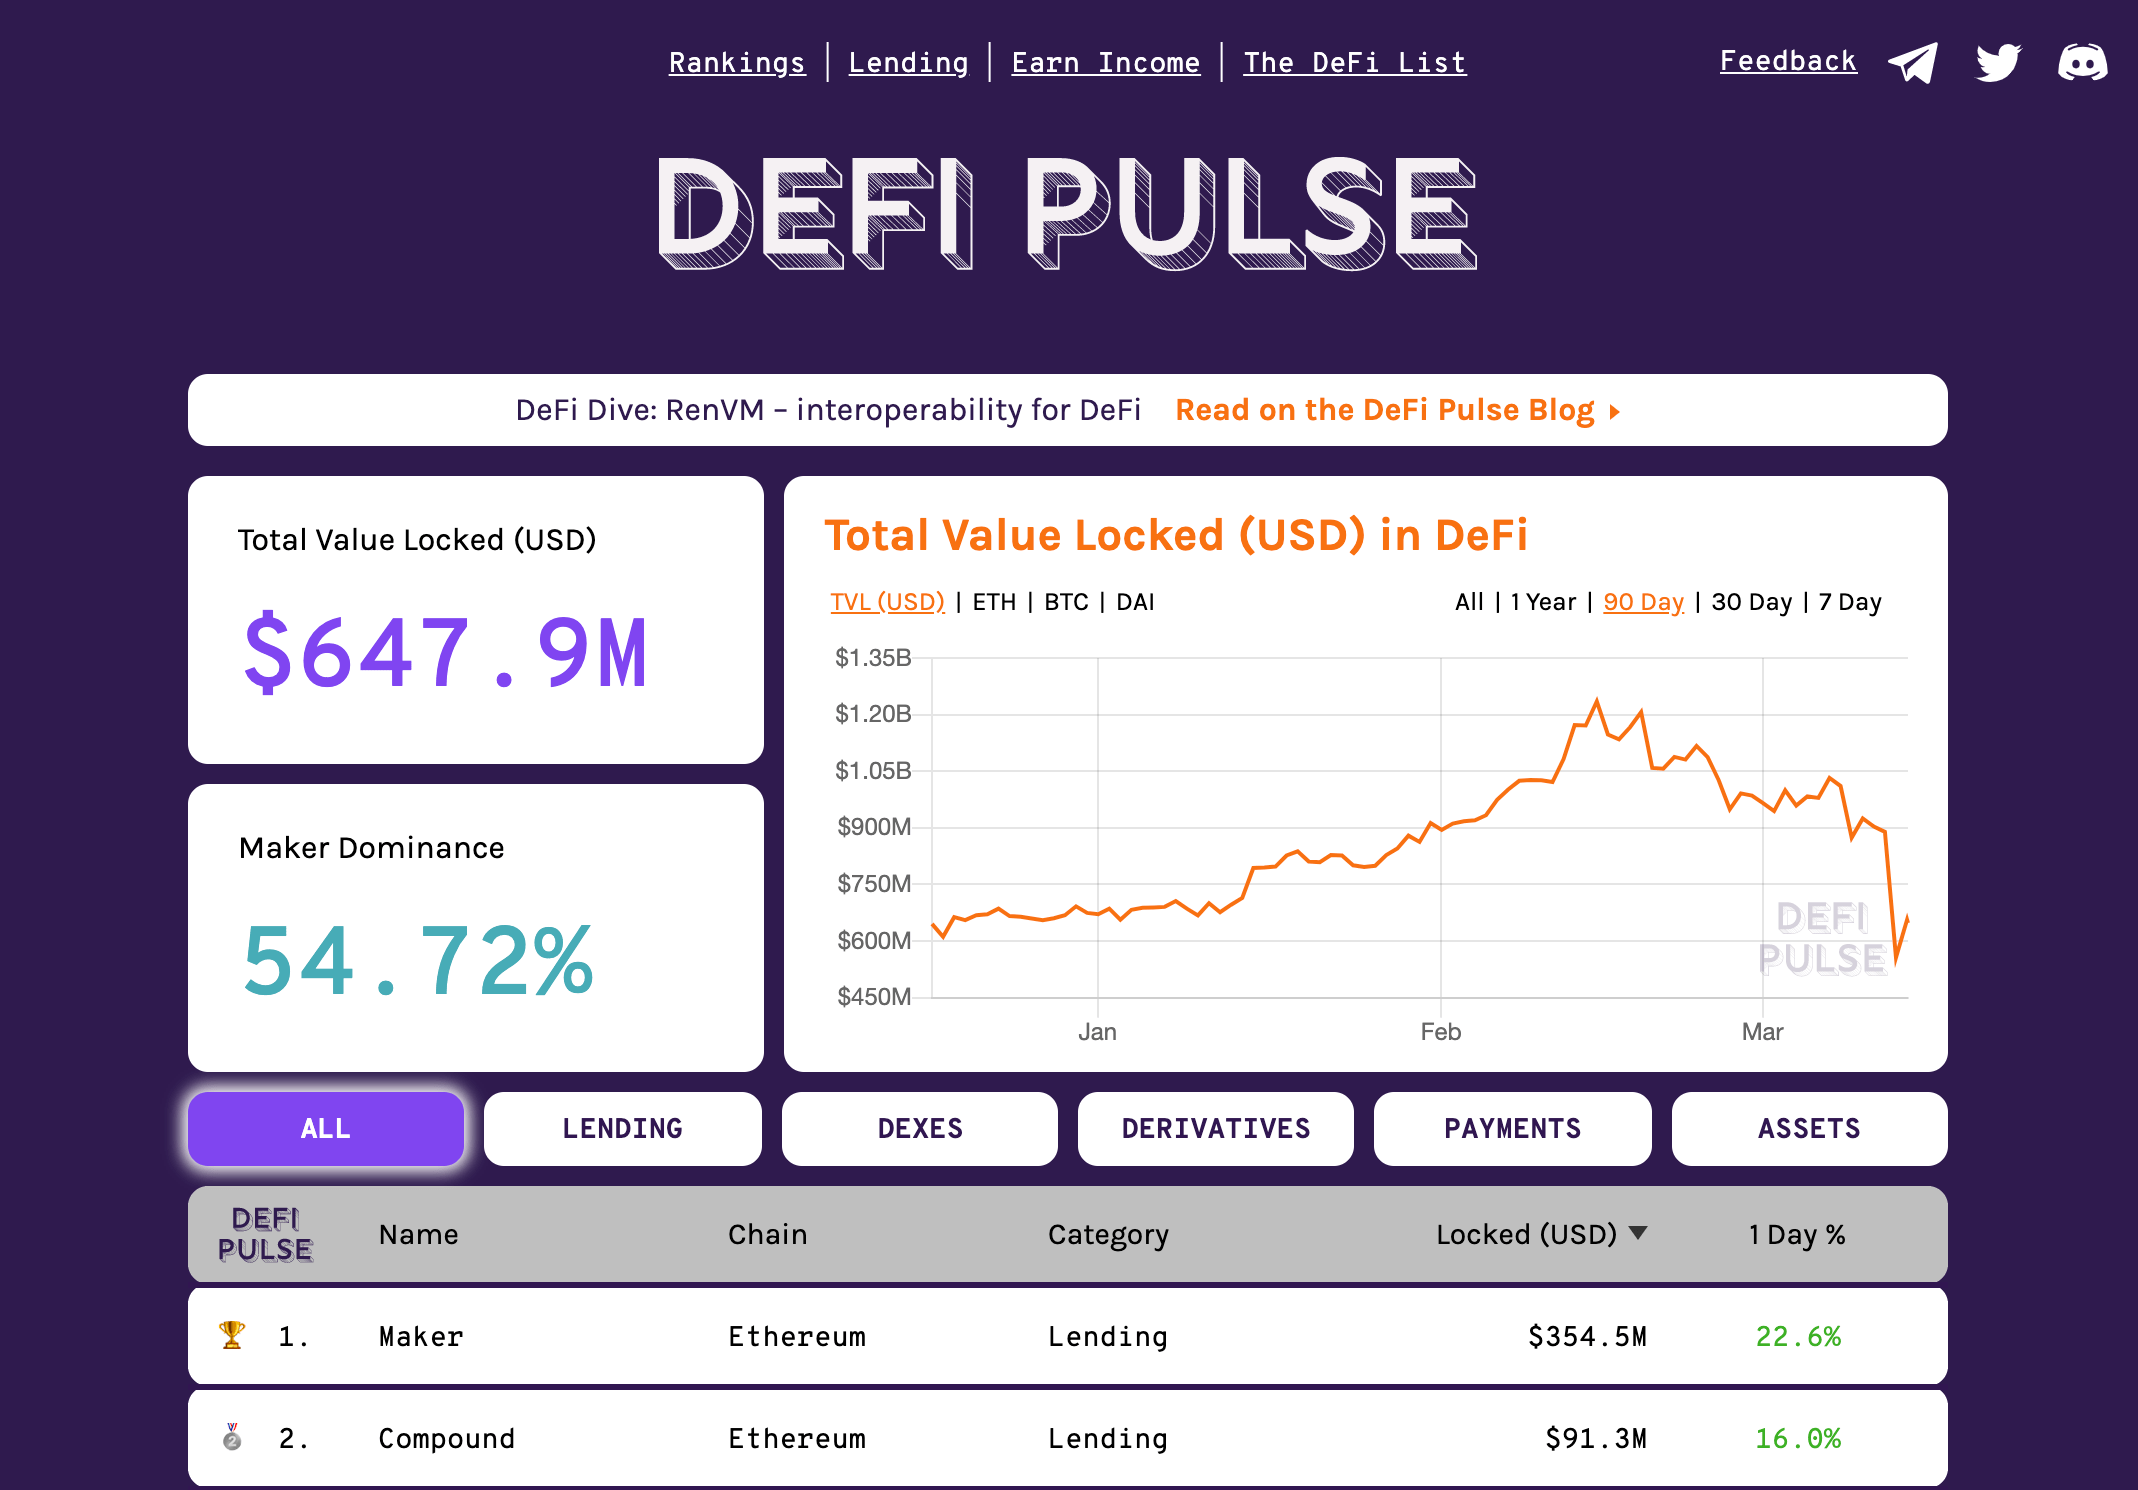 Rankings | Lending | Earn Income | The DeFi List
Feedback
DEFI PULSE
DeFi Dive: RenVM – interoperability for DeFi Read on the DeFi Pulse Blog
Total Value Locked (USD)
$647.9M
Maker Dominance
54.72%
Total Value Locked (USD) in DeFi
TVL (USD) | ETH | BTC | DAI
All | 1 Year | 90 Day | 30 Day | 7 Day
$1.35B
$1.20B
$1.05B
$900M
$750M
$600M
$450M
Jan Feb Mar
DEFI
PULSE
ALL LENDING DEXES DERIVATIVES PAYMENTS ASSETS
DEFI
PULSE
Name Chain Category Locked (USD) 1 Day %
1. Maker Ethereum Lending $354.5M 22.6%
2. Compound Ethereum Lending $91.3M 16.0%